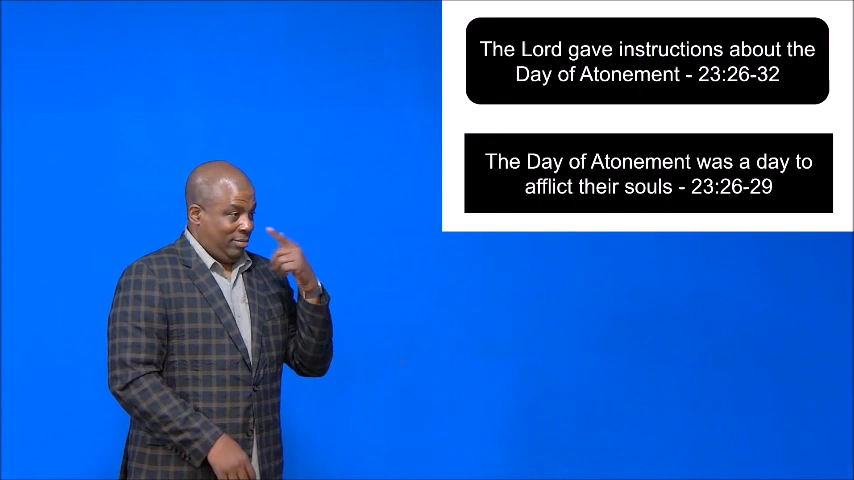 The Lord gave instructions about the
Day of Atonement - 23:26-32
The Day of Atonement was a day to
afflict their souls - 23:26-29